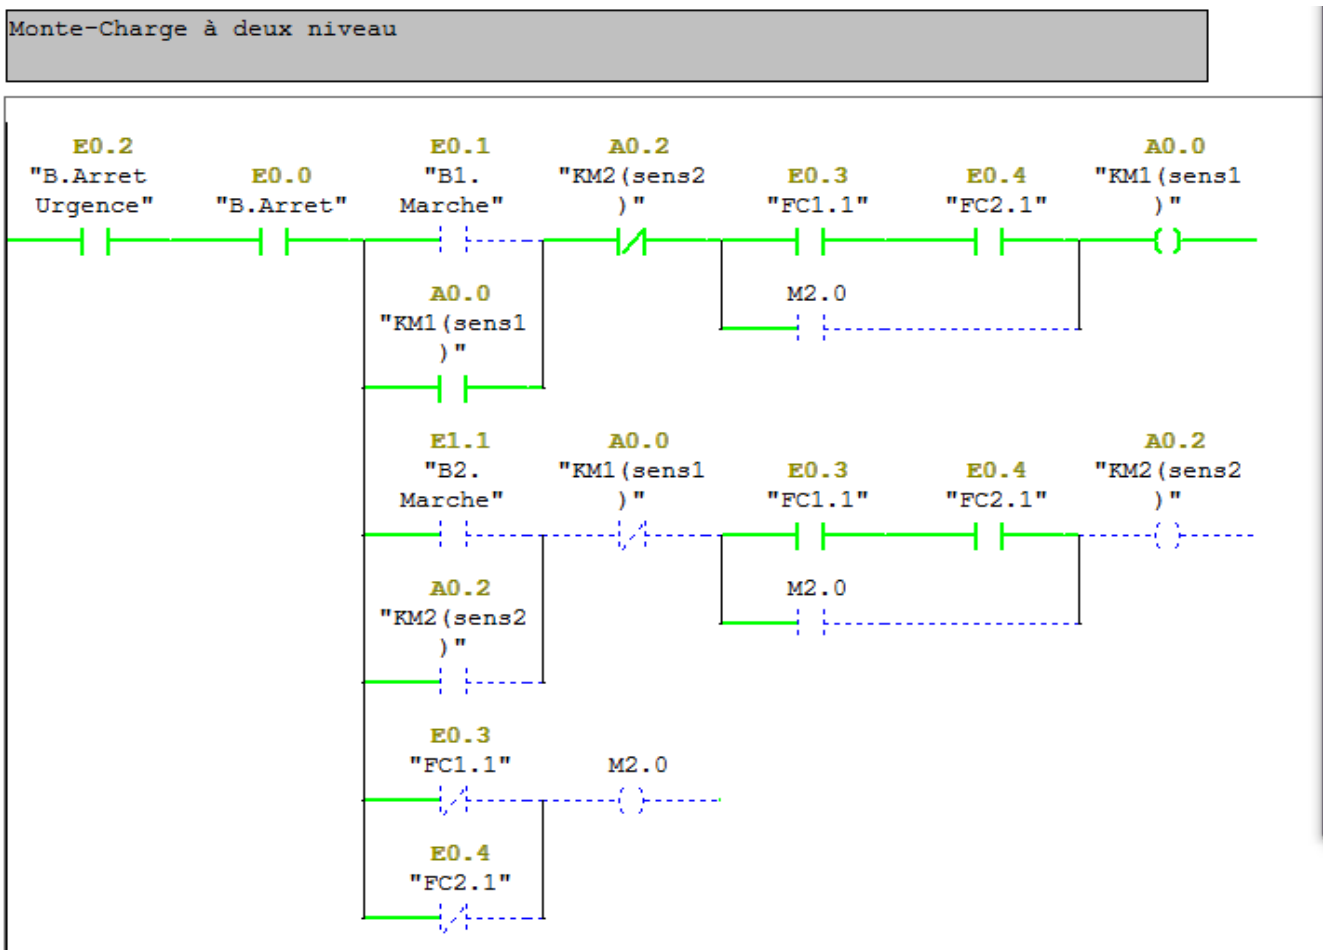 Monte-Charge à deux niveau
E0.2
"B.Arret
Urgence"
E0.0
"B.Arret"
E0.1
"B1.
Marche"
A0.2
"KM2(sens2
)"
E0.3
"FC1.1"
E0.4
"FC2.1"
A0.0
"KM1(sens1
)"
A0.0
"KM1(sens1
)"
M2.0
E1.1
"B2.
Marche"
A0.0
"KM1(sens1
)"
E0.3
"FC1.1"
E0.4
"FC2.1"
A0.2
"KM2(sens2
)"
A0.2
"KM2(sens2
)"
M2.0
E0.3
"FC1.1"
M2.0
E0.4
"FC2.1"